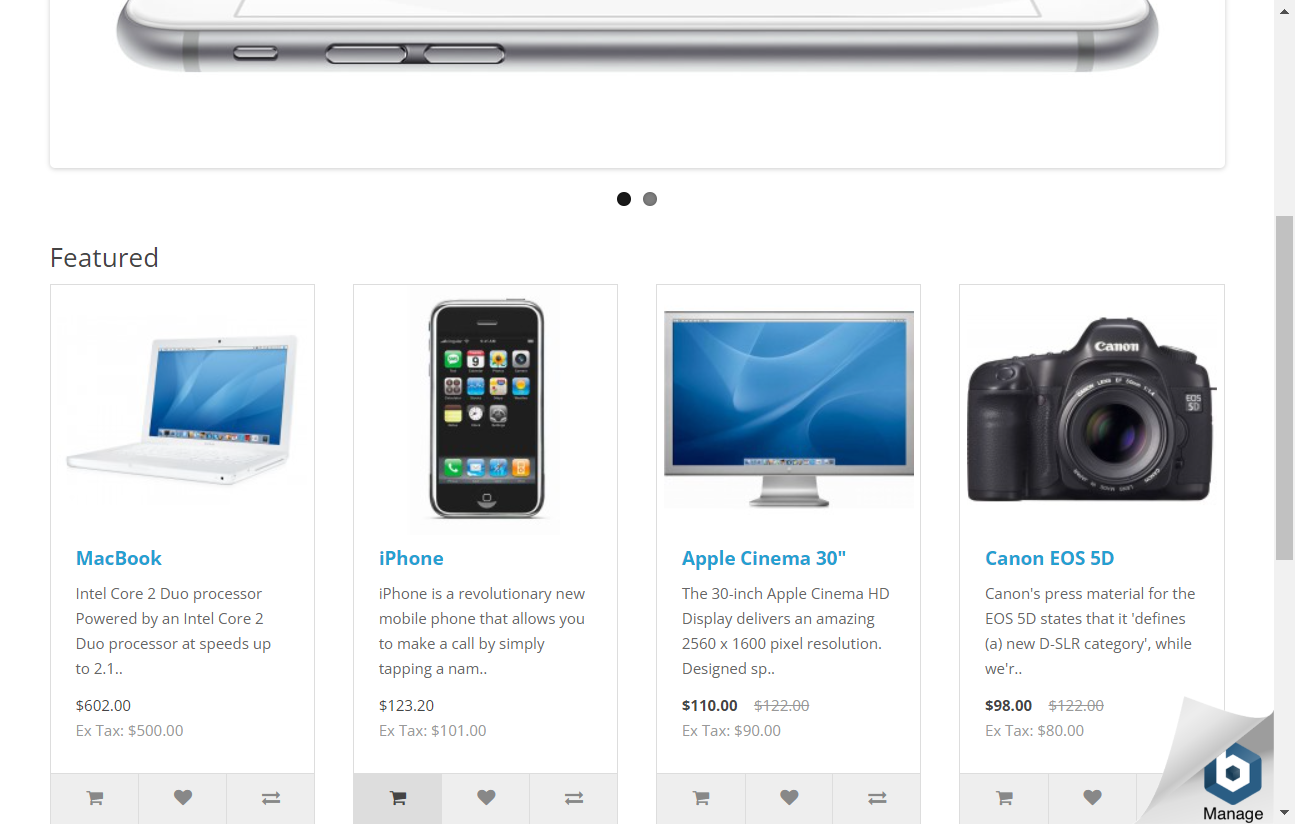 Featured
MacBook
Intel Core 2 Duo processor
Powered by an Intel Core 2
Duo processor at speeds up
to 2.1..
$602.00
Ex Tax: $500.00
iPhone
iPhone is a revolutionary new
mobile phone that allows you
to make a call by simply
tapping a nam..
$123.20
Ex Tax: $101.00
Apple Cinema 30"
The 30-inch Apple Cinema HD
Display delivers an amazing
2560 x 1600 pixel resolution.
Designed sp..
$110.00 $122.00
Ex Tax: $90.00
Canon
EOS
5D
Canon EOS 5D
Canon's press material for the
EOS 5D states that it 'defines
(a) new D-SLR category', while
we'r..
$98.00 $122.00
Ex Tax: $80.00
Manage